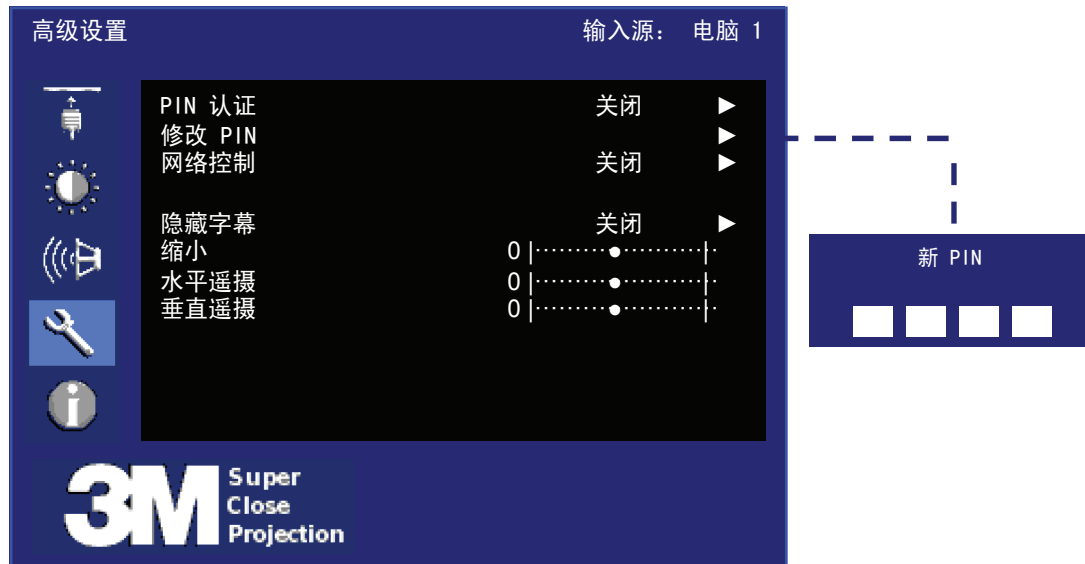 高级设置 输入源: 电脑 1
PIN 认证 关闭 ▶
修改 PIN ▶
网络控制 关闭 ▶
隐藏字幕 关闭 ▶
缩小 0
水平遥摄 0
垂直遥摄 0
新 PIN
3M Super
Close
Projection